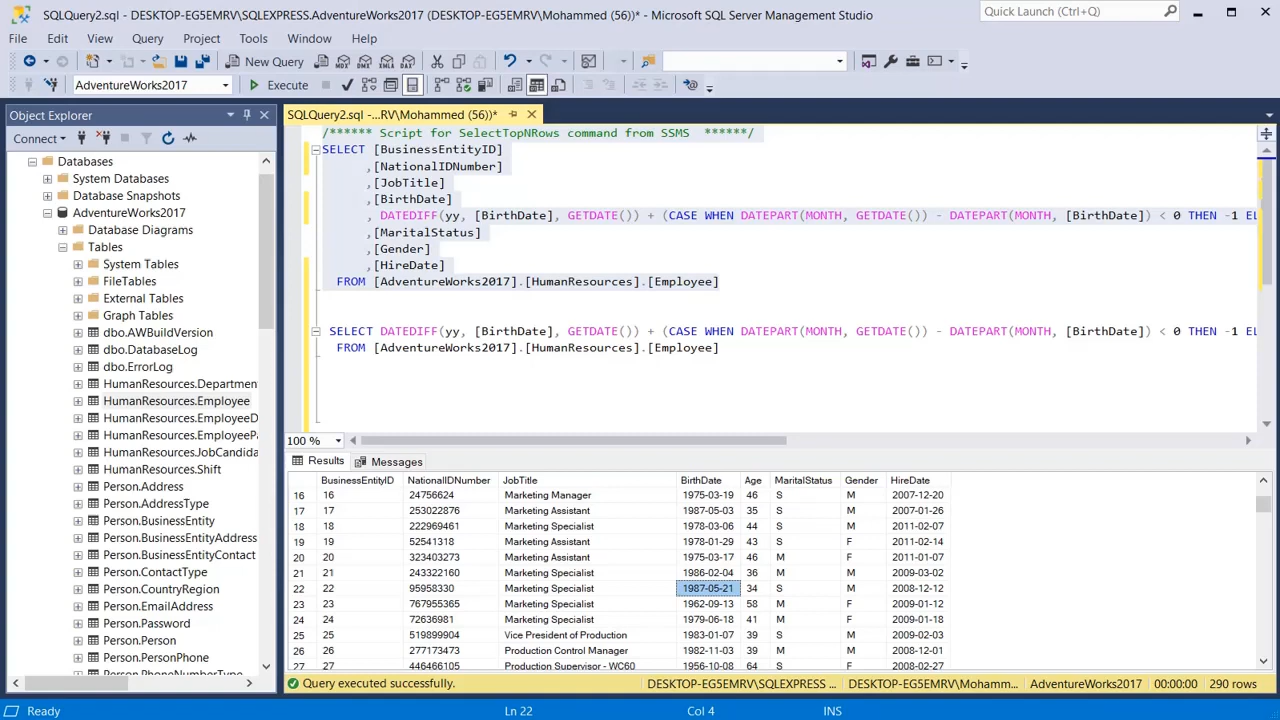 SQLQuery2.sql - DESKTOP-EG5EMRV\SQLEXPRESS.AdventureWorks2017 (DESKTOP-EG5EMRV\Mohammed (56))* - Microsoft SQL Server Management Studio
Quick Launch (Ctrl+Q)
File Edit View Query Project Tools Window Help
New Query
MDX DMX XMLA DAX
AdventureWorks2017 Execute
Object Explorer
SQLQuery2.sql -...RV\Mohammed (56))*
Connect
Databases
System Databases
Database Snapshots
AdventureWorks2017
Database Diagrams
Tables
System Tables
FileTables
External Tables
Graph Tables
dbo.AWBuildVersion
dbo.DatabaseLog
dbo.ErrorLog
HumanResources.Departmen
HumanResources.Employee
HumanResources.EmployeeD
HumanResources.EmployeeP
HumanResources.JobCandida
HumanResources.Shift
Person.Address
Person.AddressType
Person.BusinessEntity
Person.BusinessEntityAddress
Person.BusinessEntityContact
Person.ContactType
Person.CountryRegion
Person.EmailAddress
Person.Password
Person.Person
Person.PersonPhone
Person.PhoneNumberType
/****** Script for SelectTopNRows command from SSMS ******/
SELECT [BusinessEntityID]
,[NationalIDNumber]
,[JobTitle]
,[BirthDate]
, DATEDIFF(yy, [BirthDate], GETDATE()) + (CASE WHEN DATEPART(MONTH, GETDATE()) - DATEPART(MONTH, [BirthDate]) < 0 THEN -1 EL
,[MaritalStatus]
,[Gender]
,[HireDate]
FROM [AdventureWorks2017].[HumanResources].[Employee]
SELECT DATEDIFF(yy, [BirthDate], GETDATE()) + (CASE WHEN DATEPART(MONTH, GETDATE()) - DATEPART(MONTH, [BirthDate]) < 0 THEN -1 EL
FROM [AdventureWorks2017].[HumanResources].[Employee]
100 %
Results Messages
BusinessEntityID NationalIDNumber JobTitle BirthDate Age MaritalStatus Gender HireDate
16 16 24756624 Marketing Manager 1975-03-19 46 S M 2007-12-20
17 17 253022876 Marketing Assistant 1987-05-03 35 S M 2007-01-26
18 18 222969461 Marketing Specialist 1978-03-06 44 S M 2011-02-07
19 19 52541318 Marketing Assistant 1978-01-29 43 S F 2011-02-14
20 20 323403273 Marketing Assistant 1975-03-17 46 M F 2011-01-07
21 21 243322160 Marketing Specialist 1986-02-04 36 M M 2009-03-02
22 22 95958330 Marketing Specialist 1987-05-21 34 S M 2008-12-12
23 23 767955365 Marketing Specialist 1962-09-13 58 M F 2009-01-12
24 24 72636981 Marketing Specialist 1979-06-18 41 M F 2009-01-18
25 25 519899904 Vice President of Production 1983-01-07 39 S M 2009-02-03
26 26 277173473 Production Control Manager 1982-11-03 39 M M 2008-12-01
27 27 446466105 Production Supervisor - WC60 1956-10-08 64 S F 2008-02-27
Query executed successfully. DESKTOP-EG5EMRV\SQLEXPRESS ... DESKTOP-EG5EMRV\Mohamm... AdventureWorks2017 00:00:00 290 rows
Ready Ln 22 Col 4 INS